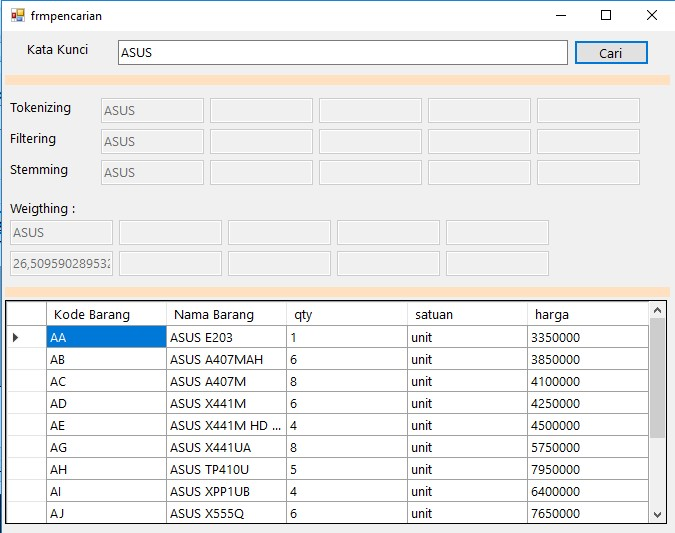 frmpencarian
Kata Kunci ASUS Cari
Tokenizing ASUS
Filtering ASUS
Stemming ASUS
Weigthing :
ASUS
26,509590289532
Kode Barang Nama Barang qty satuan harga
AA ASUS E203 1 unit 3350000
AB ASUS A407MAH 6 unit 3850000
AC ASUS A407M 8 unit 4100000
AD ASUS X441M 6 unit 4250000
AE ASUS X441M HD ... 4 unit 4500000
AG ASUS X441UA 8 unit 5750000
AH ASUS TP410U 5 unit 7950000
AI ASUS XPP1UB 4 unit 6400000
AJ ASUS X555Q 6 unit 7650000